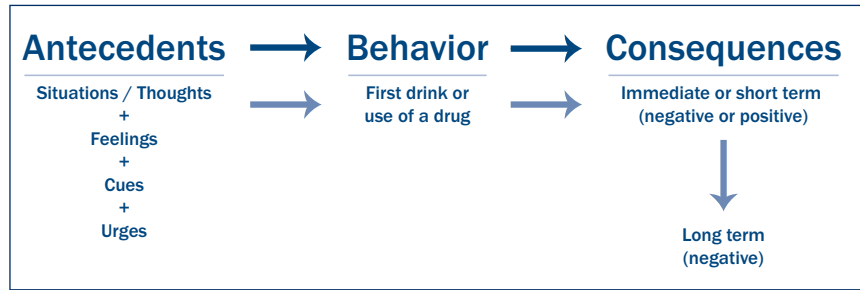 Antecedents
Behavior
Consequences
Situations / Thoughts
+
Feelings
+
Cues
+
Urges
First drink or
use of a drug
Immediate or short term
(negative or positive)
Long term
(negative)